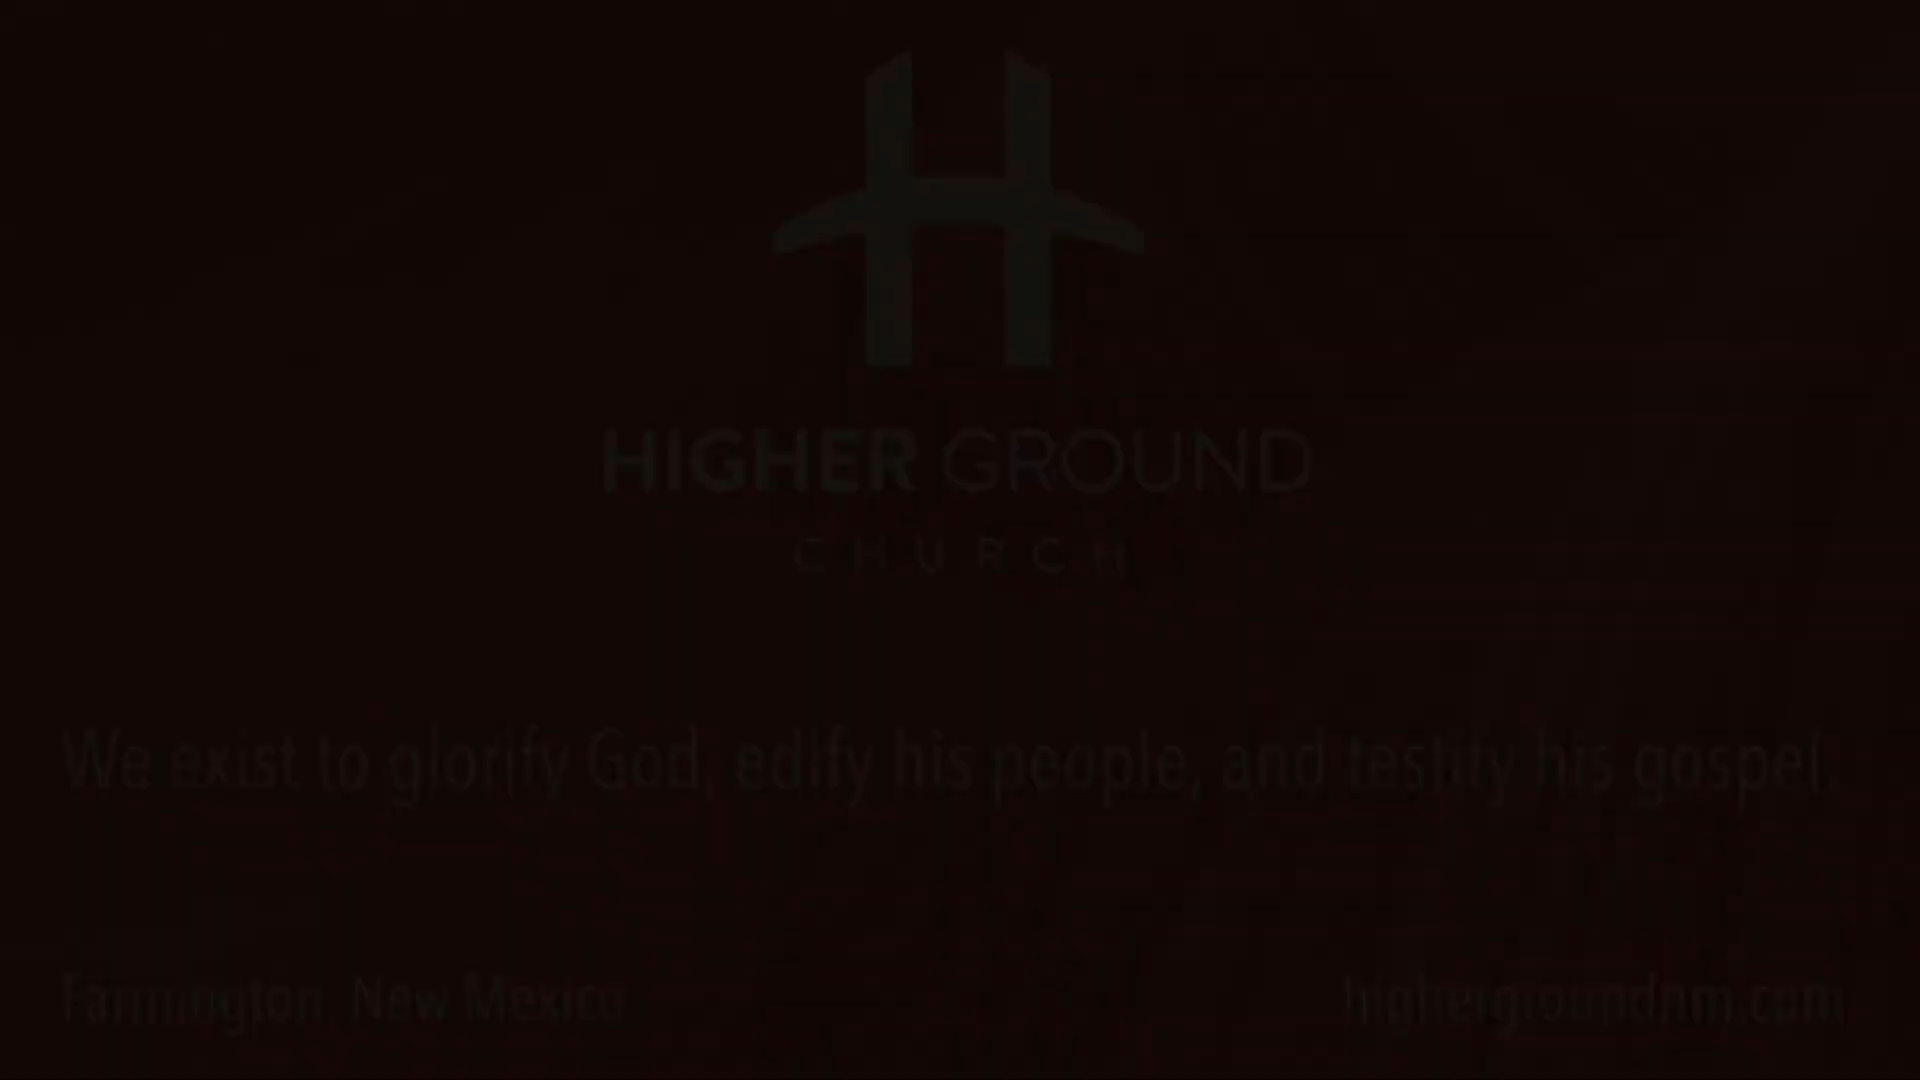 HIGHER GROUND
CHURCH
We exist to glorify God, edify his people, and testify his gospel.
Farmington, New Mexico
highergroundnm.com